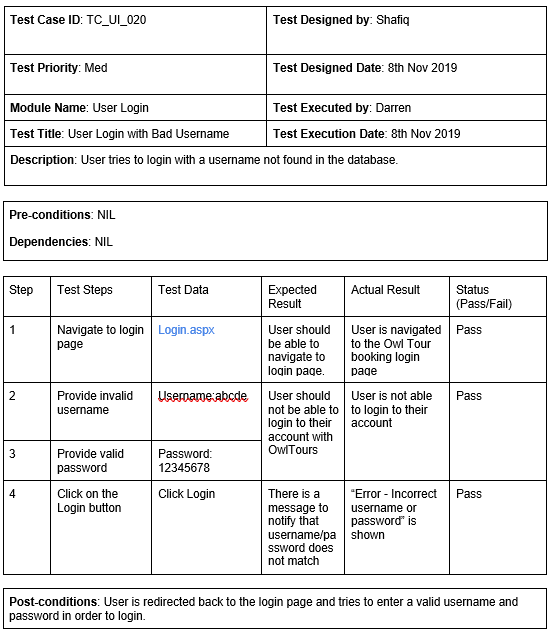 Test Case ID: TC_UI_020
Test Designed by: Shafiq
Test Priority: Med
Test Designed Date: 8th Nov 2019
Module Name: User Login
Test Executed by: Darren
Test Title: User Login with Bad Username
Test Execution Date: 8th Nov 2019
Description: User tries to login with a username not found in the database.
Pre-conditions: NIL
Dependencies: NIL
Step
Test Steps
Test Data
Expected
Result
Actual Result
Status
(Pass/Fail)
1
Navigate to login
page
Login.aspx
User should
be able to
navigate to
login page.
User is navigated
to the Owl Tour
booking login
page
Pass
2
Provide invalid
username
Username:abcde
User should
not be able to
login to their
account with
OwlTours
User is not able
to login to their
account
Pass
3
Provide valid
password
Password:
12345678
4
Click on the
Login button
Click Login
There is a
message to
notify that
username/pa
ssword does
not match
“Error - Incorrect
username or
password” is
shown
Pass
Post-conditions: User is redirected back to the login page and tries to enter a valid username and
password in order to login.